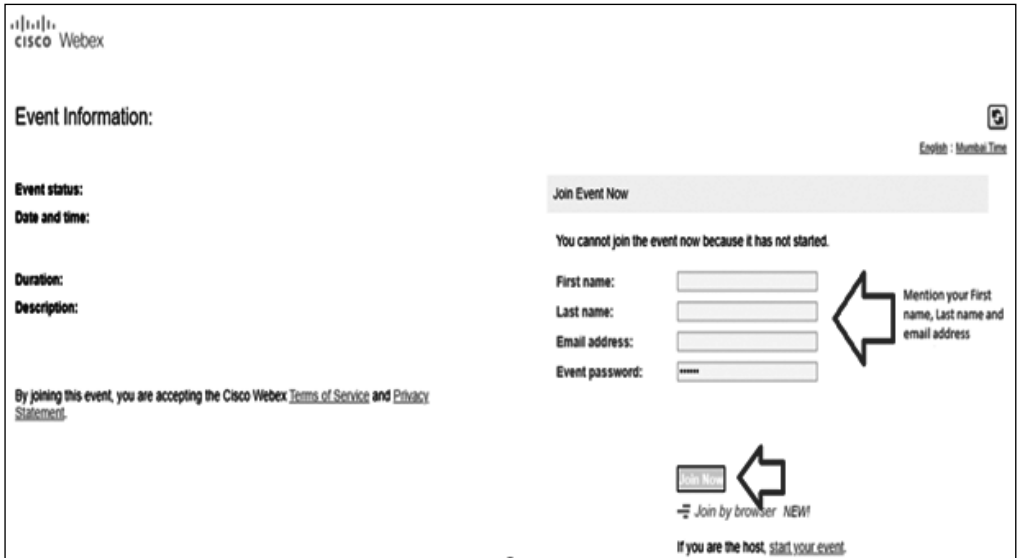 cisco Webex
Event Information:
English : Mumbai Time
Event status:
Date and time:
Duration:
Description:
By joining this event, you are accepting the Cisco Webex Terms of Service and Privacy
Statement.
Join Event Now
You cannot join the event now because it has not started.
First name:
Last name:
Email address:
Event password:
••••••
Mention your First
name, Last name and
email address
Join Now
Join by browser NEW!
If you are the host, start your event.